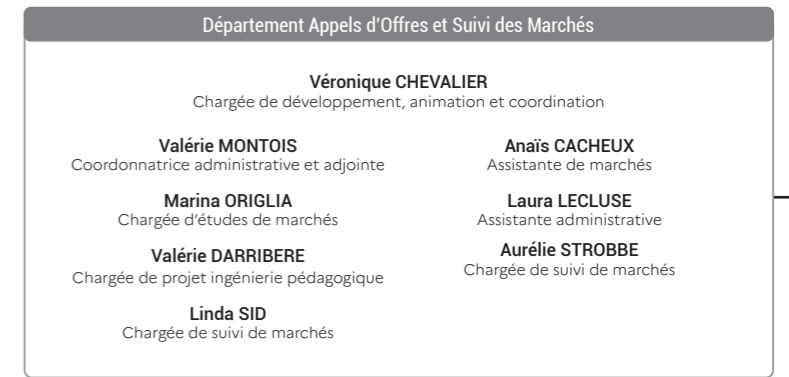 Département Appels d'Offres et Suivi des Marchés
Véronique CHEVALIER
Chargée de développement, animation et coordination
Valérie MONTOIS
Coordonnatrice administrative et adjointe
Marina ORIGLIA
Chargée d'études de marchés
Valérie DARRIBERE
Chargée de projet ingénierie pédagogique
Linda SID
Chargée de suivi de marchés
Anaïs CACHEUX
Assistante de marchés
Laura LECLUSE
Assistante administrative
Aurélie STROBBE
Chargée de suivi de marchés